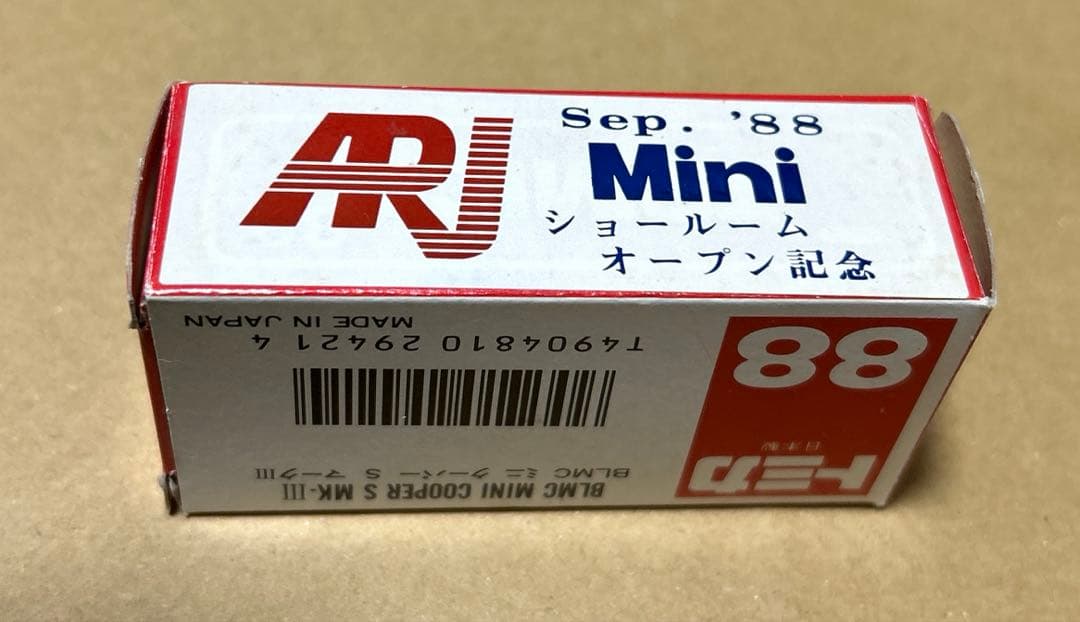 ARJ
Sep. '88
Mini
ショールーム
オープン記念
88
トミカ
日本製
BLMC MINI COOPER S MK-III
BLMC ミニ クーパー S マークIII
T4904810 29421 4
MADE IN JAPAN